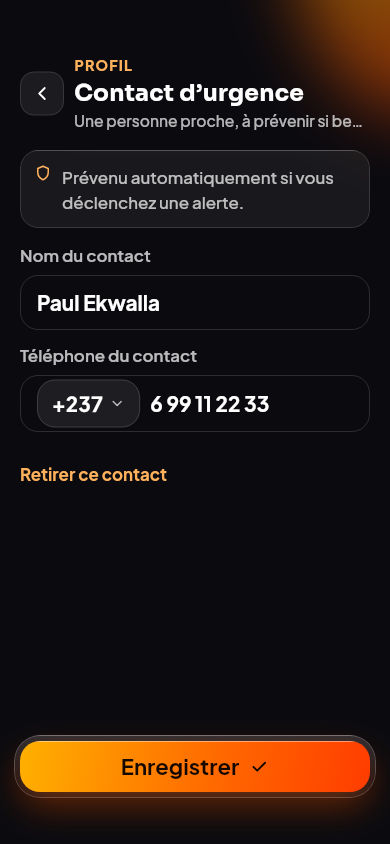 PROFIL
Contact d’urgence
Une personne proche, à prévenir si be…
Prévenu automatiquement si vous
déclenchez une alerte.
Nom du contact
Paul Ekwalla
Téléphone du contact
+237 6 99 11 22 33
Retirer ce contact
Enregistrer